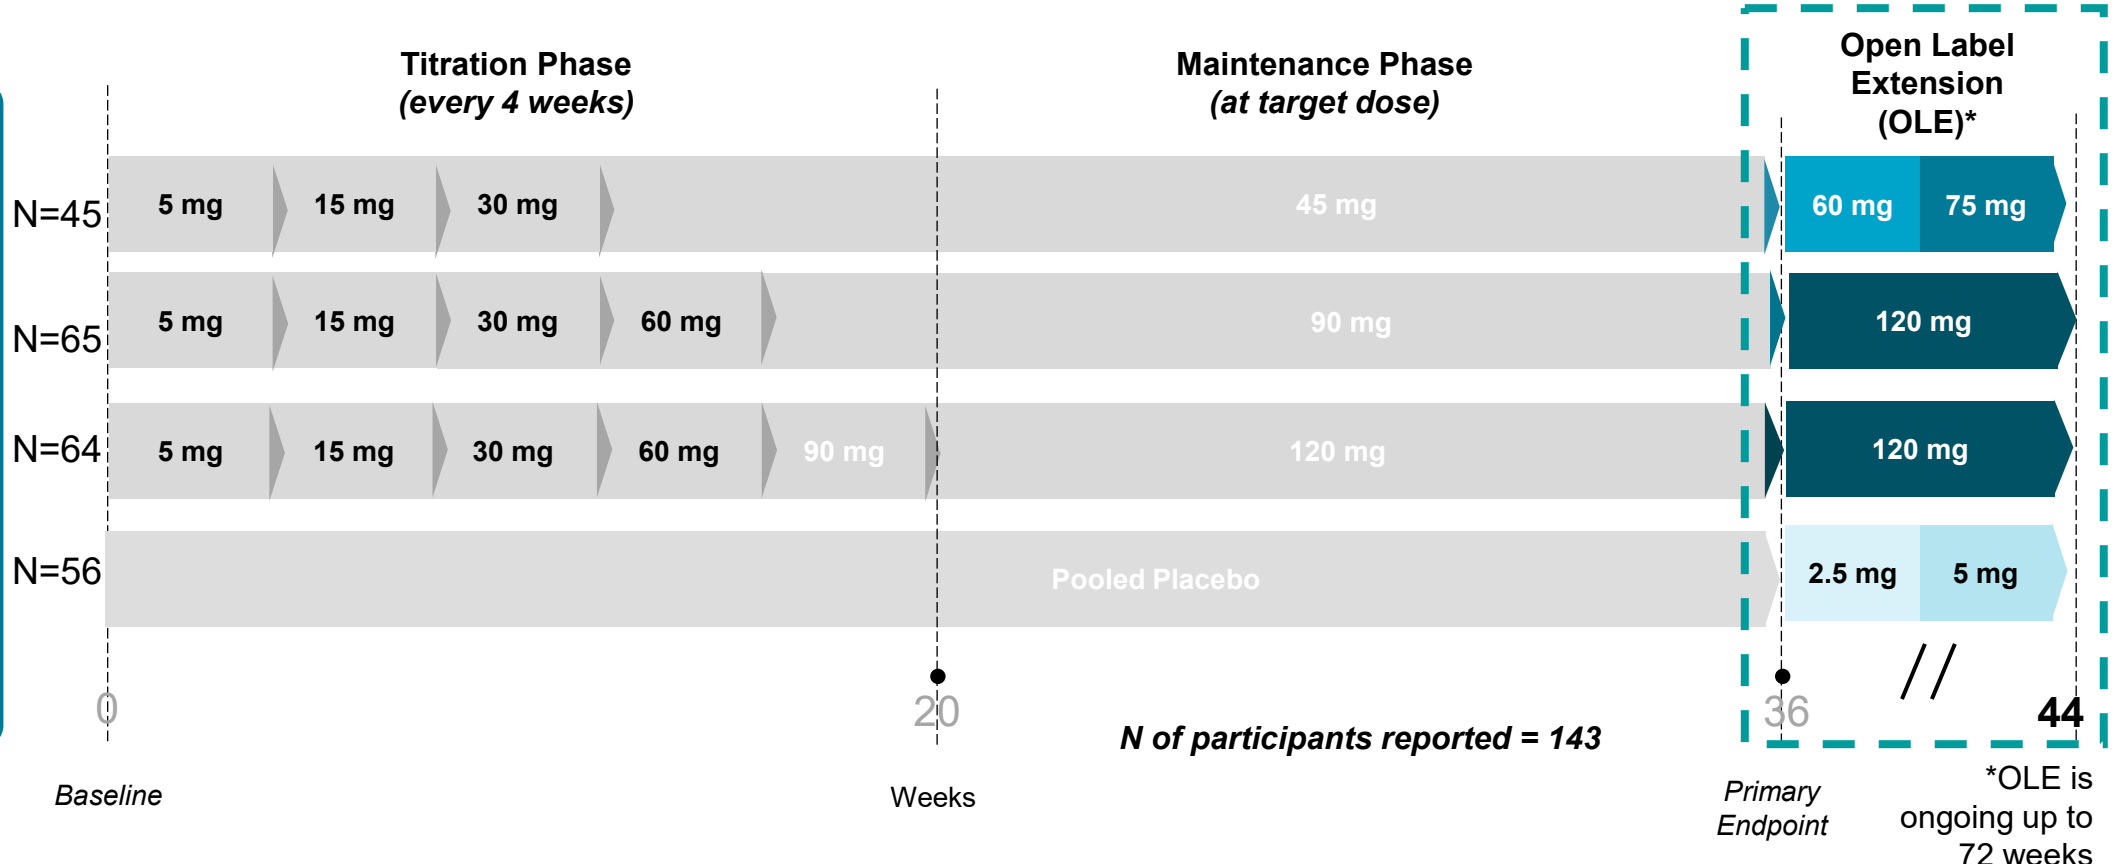 Titration Phase
(every 4 weeks)
Maintenance Phase
(at target dose)
Open Label
Extension
(OLE)*
N=45
5 mg
15 mg
30 mg
45 mg
60 mg
75 mg
N=65
5 mg
15 mg
30 mg
60 mg
90 mg
120 mg
N=64
5 mg
15 mg
30 mg
60 mg
90 mg
120 mg
120 mg
N=56
Pooled Placebo
2.5 mg
5 mg
0
20
36
44
N of participants reported = 143
Baseline
Weeks
Primary
Endpoint
*OLE is
ongoing up to
72 weeks